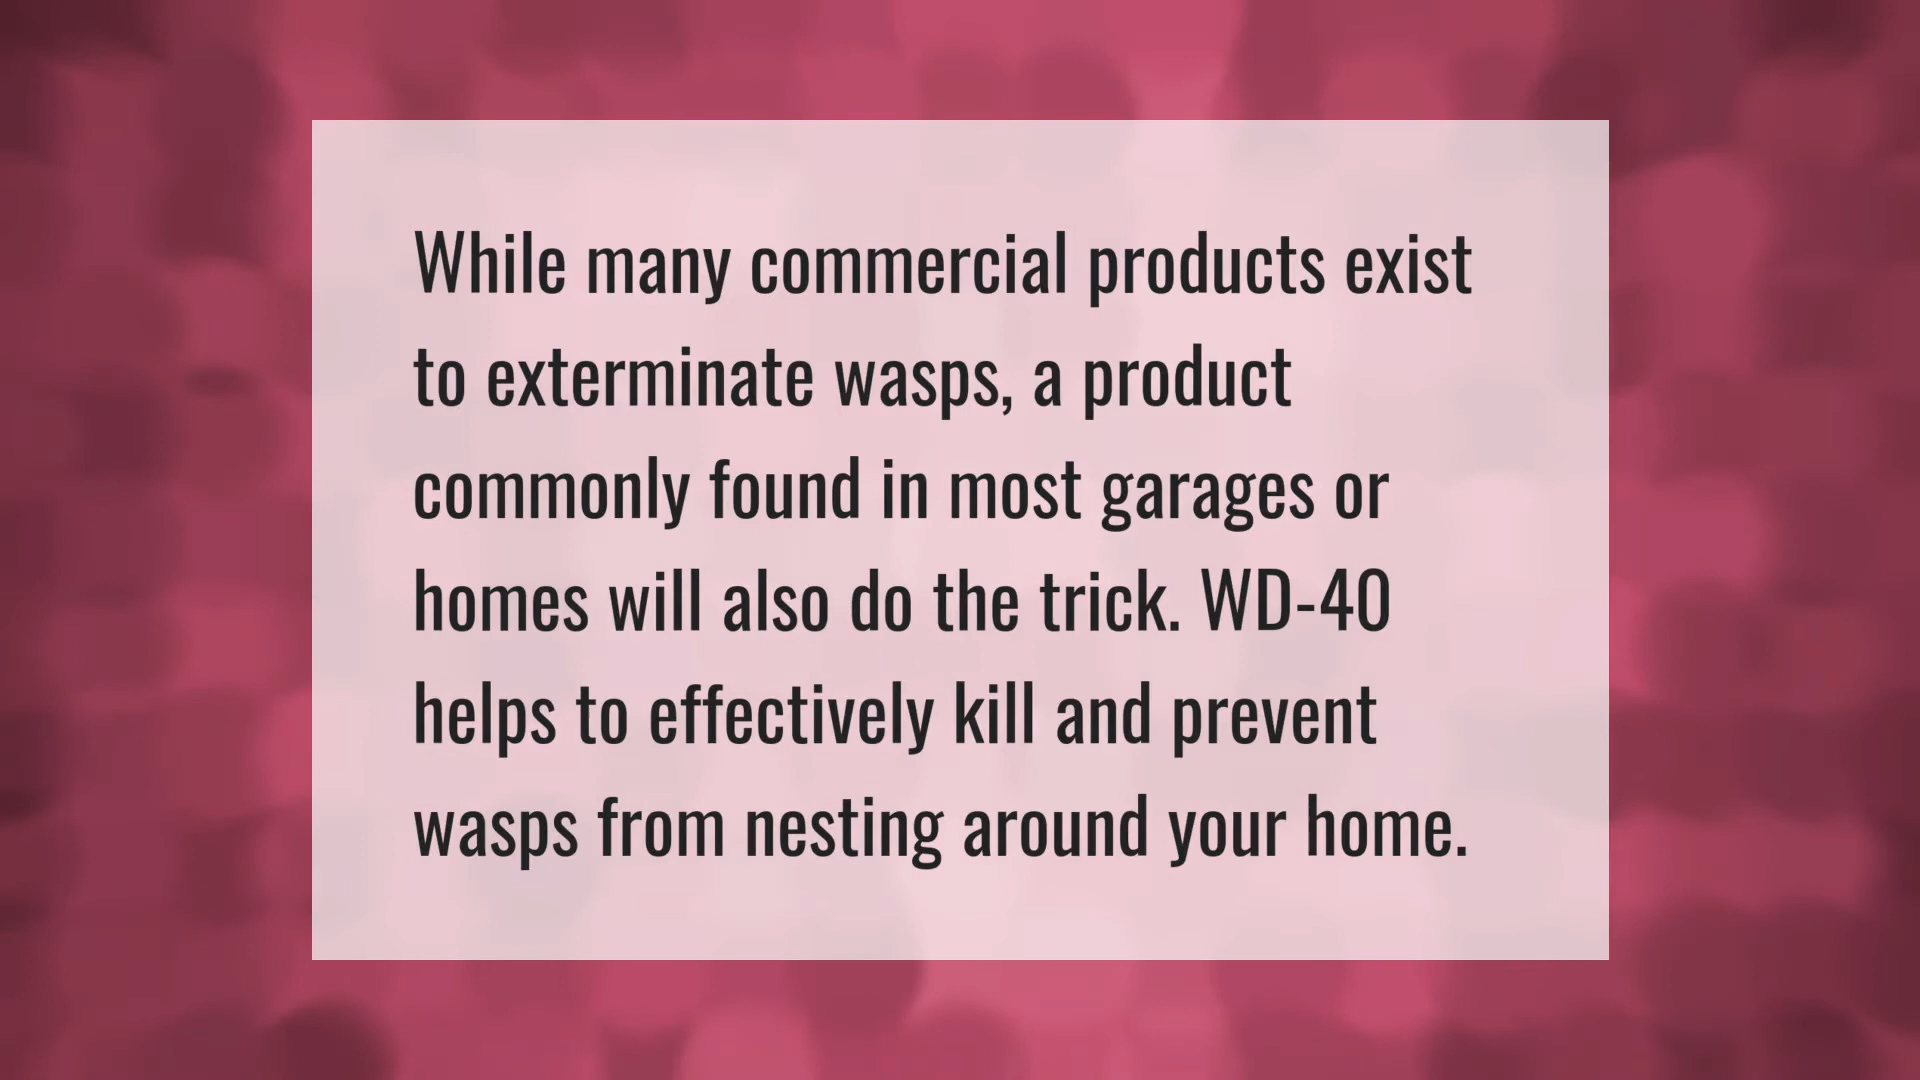 While many commercial products exist
to exterminate wasps, a product
commonly found in most garages or
homes will also do the trick. WD-40
helps to effectively kill and prevent
wasps from nesting around your home.